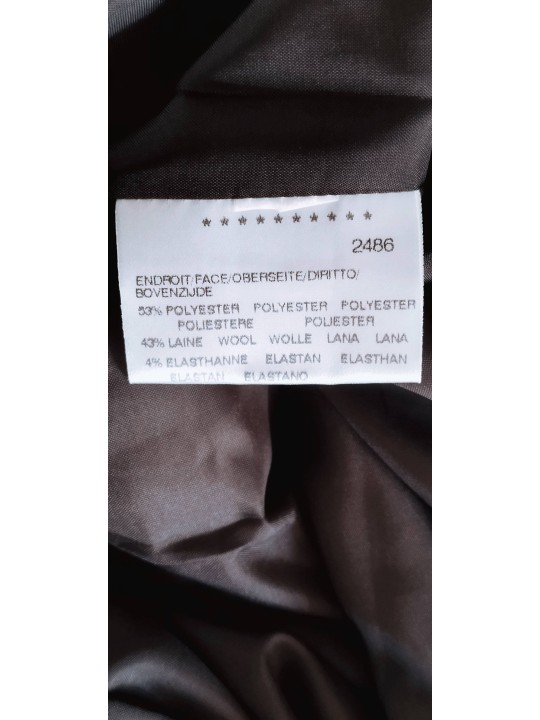 **********
2486
ENDROIT/FACE/OBERSEITE/DIRITTO/
BOVENZIJDE
53% POLYESTER POLYESTER POLYESTER
POLIESTERE POLIESTER
43% LAINE WOOL WOLLE LANA LANA
4% ELASTHANNE ELASTAN ELASTHAN
ELASTAN ELASTANO